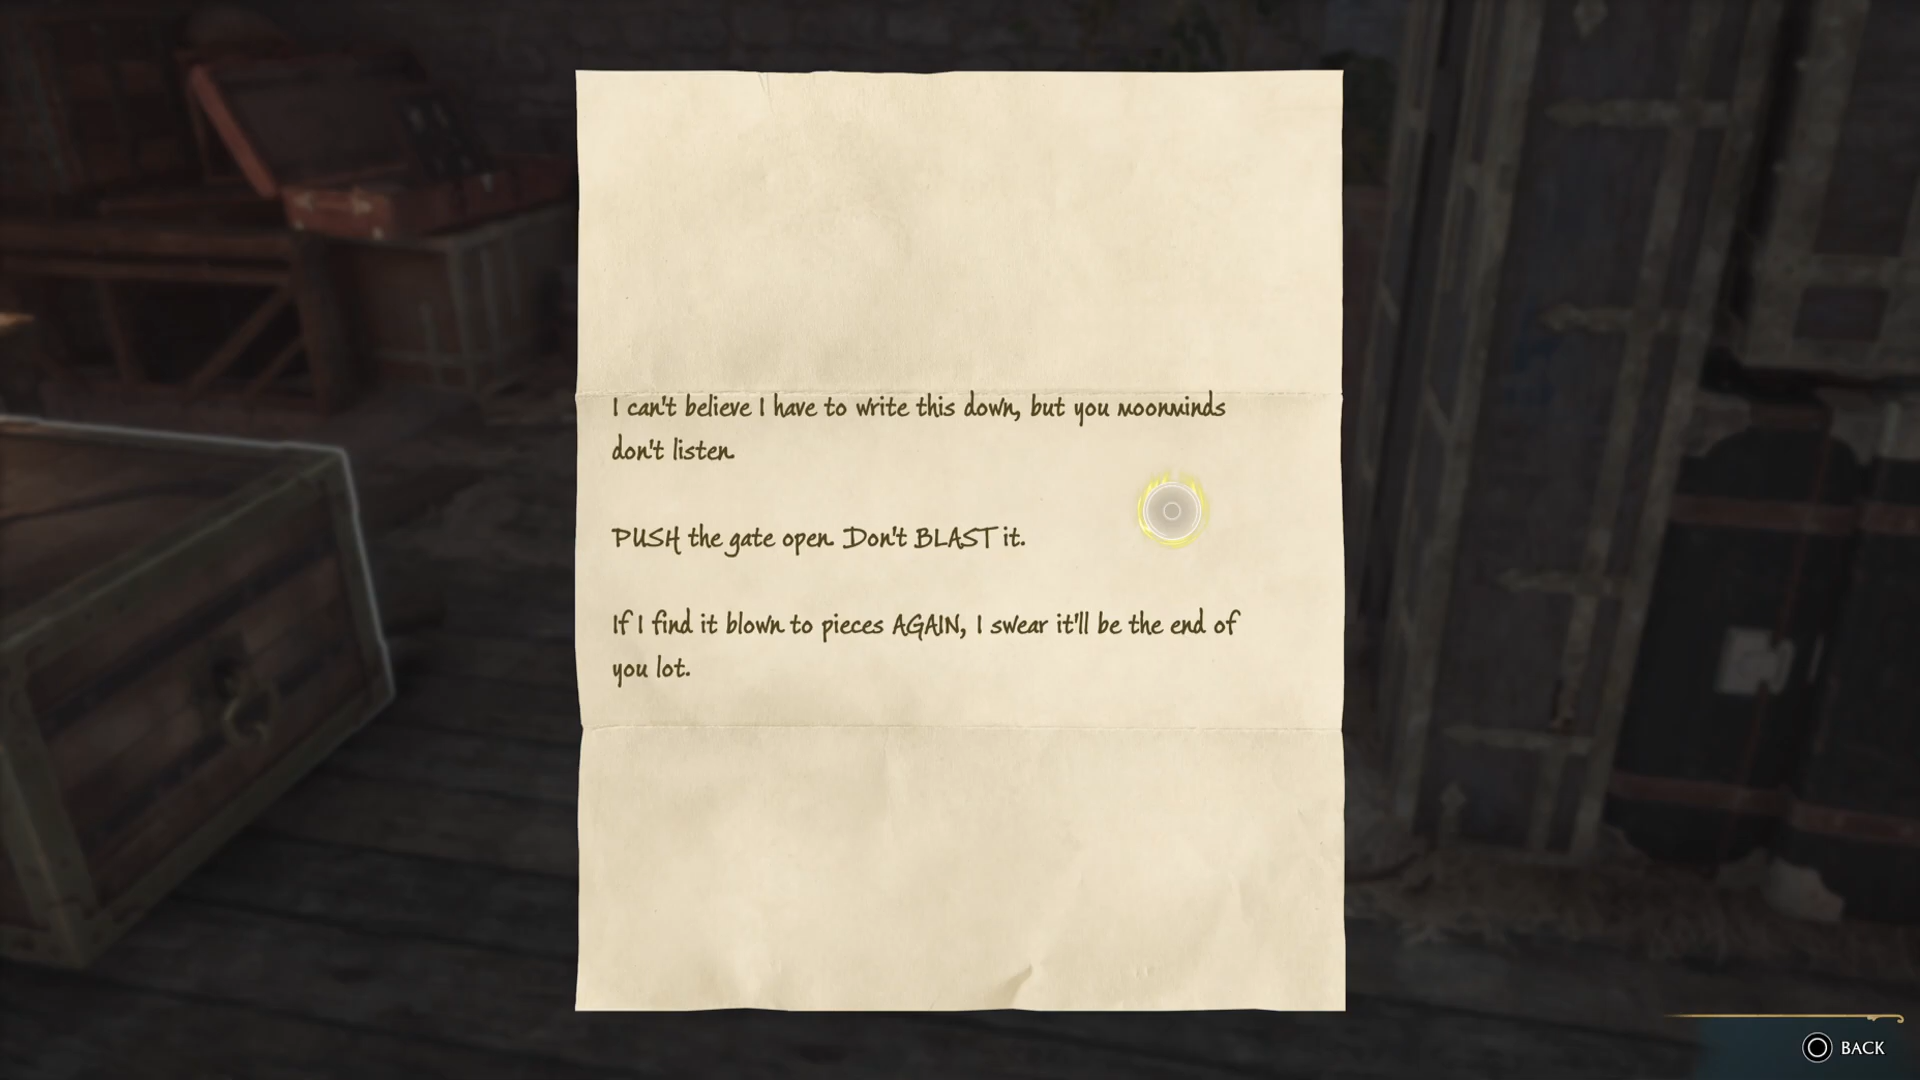 I can't believe I have to write this down, but you moonminds
don't listen.
PUSH the gate open. Don't BLAST it.
If I find it blown to pieces AGAIN, I swear it'll be the end of
you lot.
BACK